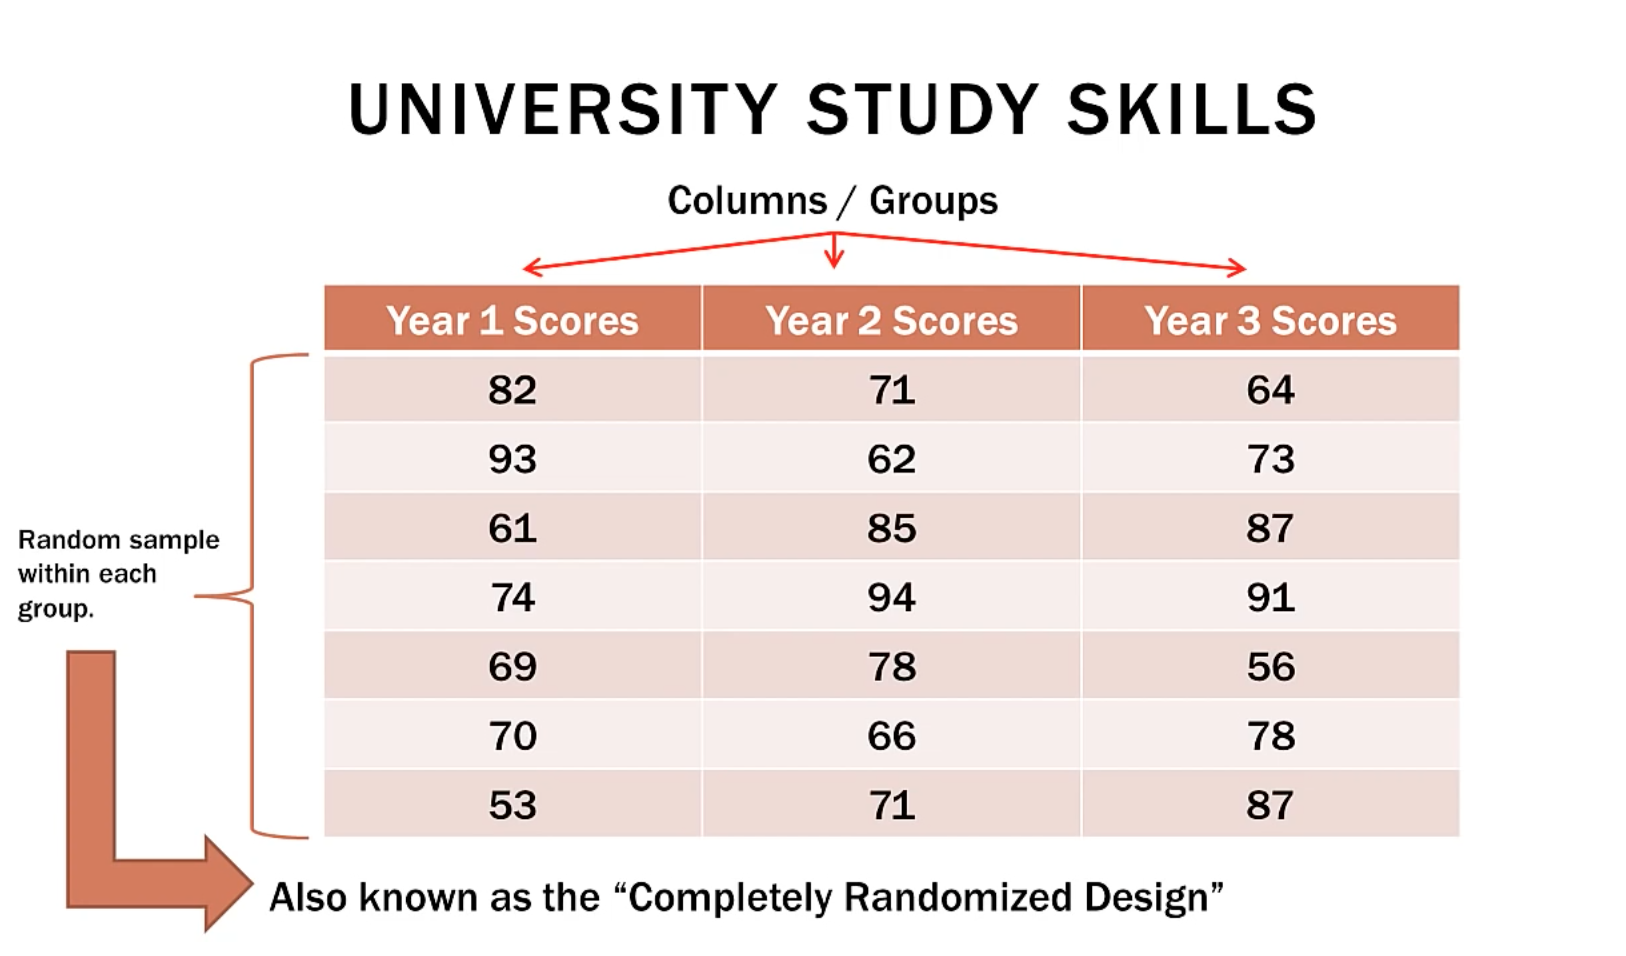 UNIVERSITY STUDY SKILLS
Columns / Groups
Year 1 Scores Year 2 Scores Year 3 Scores
82 71 64
93 62 73
61 85 87
74 94 91
69 78 56
70 66 78
53 71 87
Random sample
within each
group.
Also known as the “Completely Randomized Design”